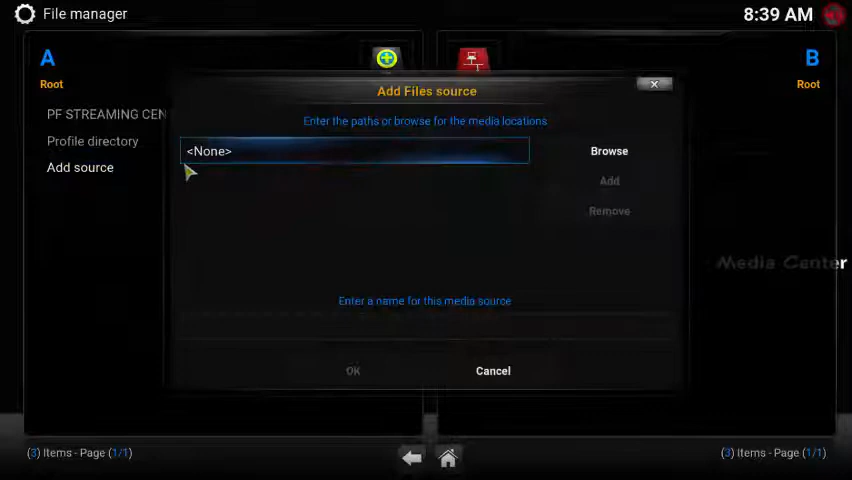 File manager
8:39 AM
A
B
Root
Root
Add Files source
Enter the paths or browse for the media locations
PF STREAMING CEN
Profile directory
Add source
<None>
Browse
Add
Remove
Media Center
Enter a name for this media source
OK
Cancel
(3) Items - Page (1/1)
(3) Items - Page (1/1)